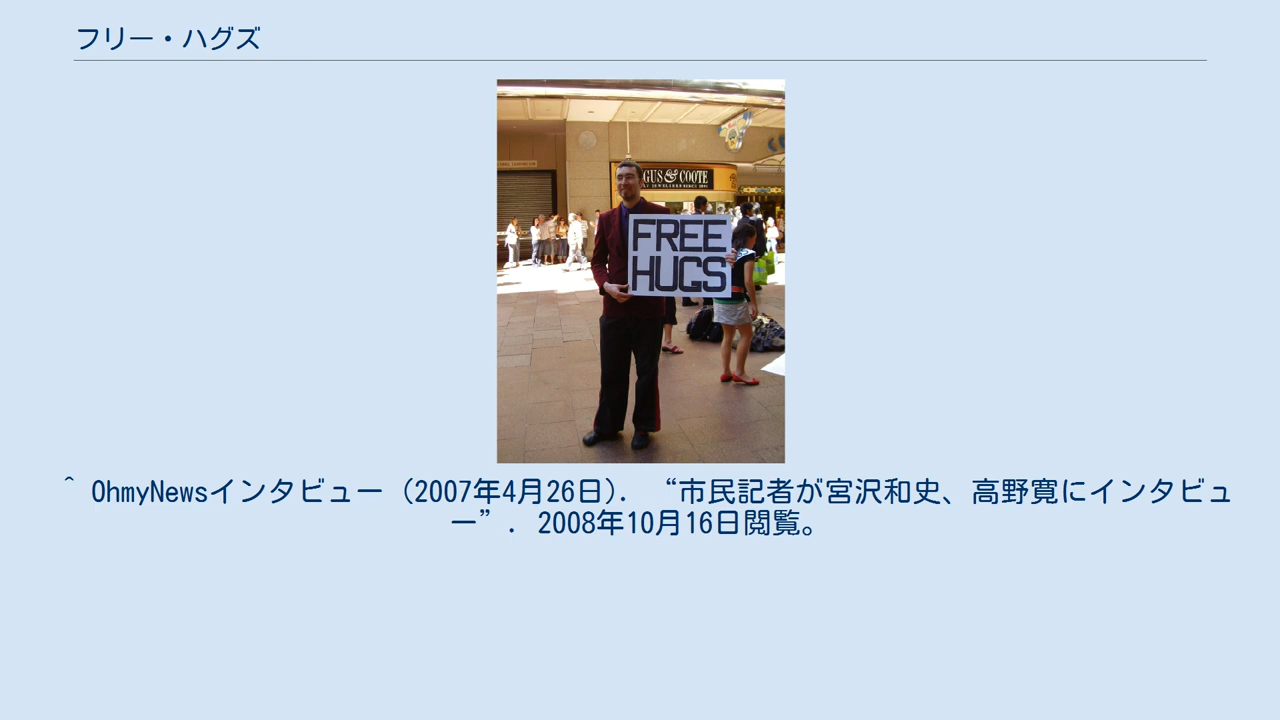 フリー・ハグズ
GUS & COOTE
JEWELLERS SINCE 1895
FREE
HUGS
^ OhmyNewsインタビュー (2007年4月26日). “市民記者が宮沢和史、高野寛にインタビュ
ー”. 2008年10月16日閲覧。